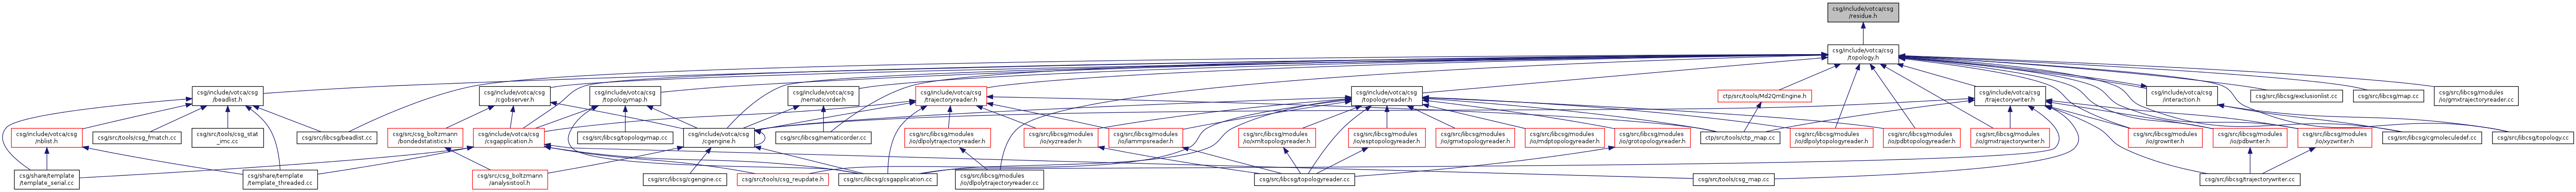 csg/include/votca/csg
/residue.h
csg/include/votca/csg
/topology.h
csg/include/votca/csg
/beadlist.h
csg/include/votca/csg
/cgobserver.h
csg/include/votca/csg
/topologymap.h
csg/include/votca/csg
/nematicorder.h
csg/include/votca/csg
/trajectoryreader.h
csg/include/votca/csg
/topologyreader.h
ctp/src/tools/Md2QmEngine.h
csg/include/votca/csg
/trajectorywriter.h
csg/include/votca/csg
/interaction.h
csg/src/libcsg/exclusionlist.cc
csg/src/libcsg/map.cc
csg/src/libcsg/modules
/io/gmxtrajectoryreader.cc
csg/include/votca/csg
/nblist.h
csg/src/tools/csg_fmatch.cc
csg/src/tools/csg_stat
_imc.cc
csg/src/libcsg/beadlist.cc
csg/src/csg_boltzmann
/bondedstatistics.h
csg/include/votca/csg
/csgapplication.h
csg/src/libcsg/topologymap.cc
csg/include/votca/csg
/cgengine.h
csg/src/libcsg/nematicorder.cc
csg/src/libcsg/modules
/io/dlpolytrajectoryreader.h
csg/src/libcsg/modules
/io/xyzreader.h
csg/src/libcsg/modules
/io/lammpsreader.h
csg/src/libcsg/modules
/io/xmltopologyreader.h
csg/src/libcsg/modules
/io/esptopologyreader.h
csg/src/libcsg/modules
/io/gmxtopologyreader.h
csg/src/libcsg/modules
/io/mdptopologyreader.h
csg/src/libcsg/modules
/io/grotopologyreader.h
ctp/src/tools/ctp_map.cc
csg/src/libcsg/modules
/io/dlpolytopologyreader.h
csg/src/libcsg/modules
/io/pdbtopologyreader.h
csg/src/libcsg/modules
/io/gmxtrajectorywriter.h
csg/src/libcsg/modules
/io/growriter.h
csg/src/libcsg/modules
/io/pdbwriter.h
csg/src/libcsg/modules
/io/xyzwriter.h
csg/src/libcsg/cgmoleculedef.cc
csg/src/libcsg/topology.cc
csg/share/template
/template_serial.cc
csg/share/template
/template_threaded.cc
csg/src/csg_boltzmann
/analysistool.h
csg/src/libcsg/cgengine.cc
csg/src/tools/csg_reupdate.h
csg/src/libcsg/csgapplication.cc
csg/src/libcsg/modules
/io/dlpolytrajectoryreader.cc
csg/src/libcsg/topologyreader.cc
csg/src/tools/csg_map.cc
csg/src/libcsg/trajectorywriter.cc